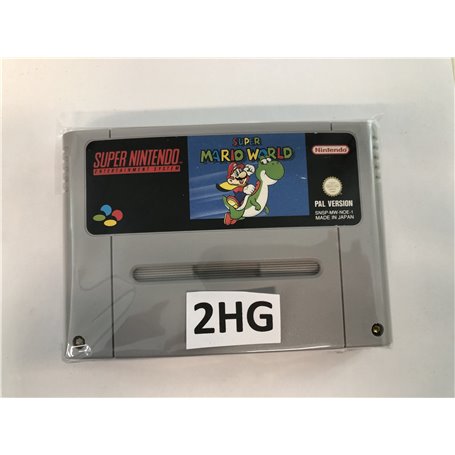 SUPER NINTENDO
ENTERTAINMENT SYSTEM
SUPER
MARIO WORLD
Nintendo
PAL VERSION
SNSP-MW-NOE-1
MADE IN JAPAN
2HG